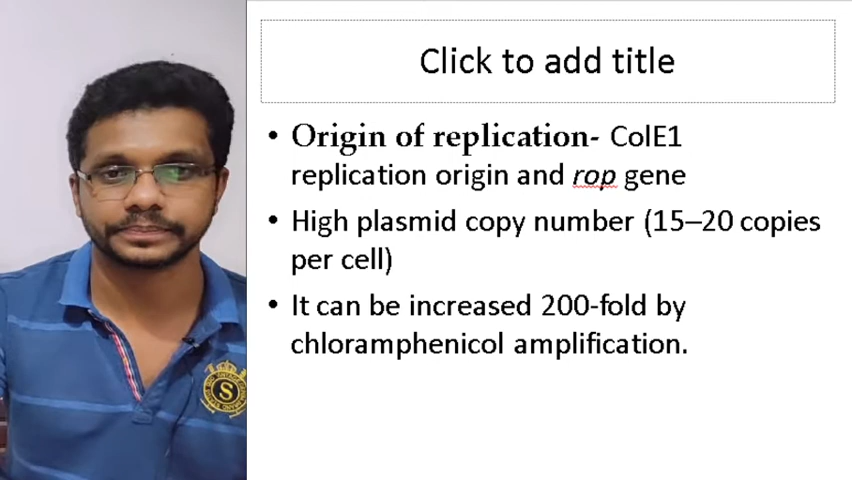 Click to add title
• Origin of replication- ColE1
replication origin and rop gene
• High plasmid copy number (15–20 copies
per cell)
• It can be increased 200-fold by
chloramphenicol amplification.
S